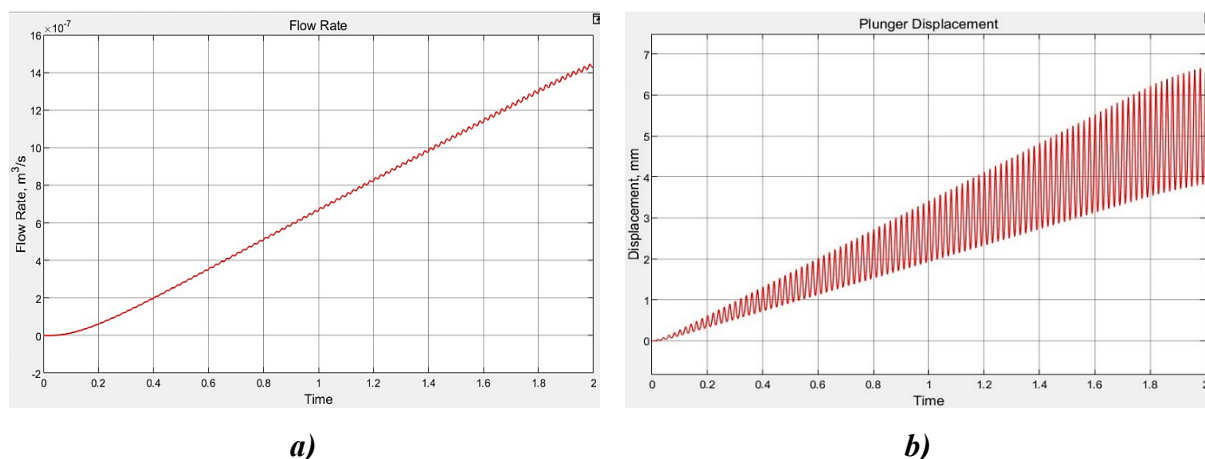 Flow Rate
×10⁻⁷
16
14
12
10
8
6
4
2
0
-2
Flow Rate, m³/s
0 0.2 0.4 0.6 0.8 1 1.2 1.4 1.6 1.8 2
Time
a)
Plunger Displacement
7
6
5
4
3
2
1
0
Displacement, mm
0 0.2 0.4 0.6 0.8 1 1.2 1.4 1.6 1.8 2
Time
b)